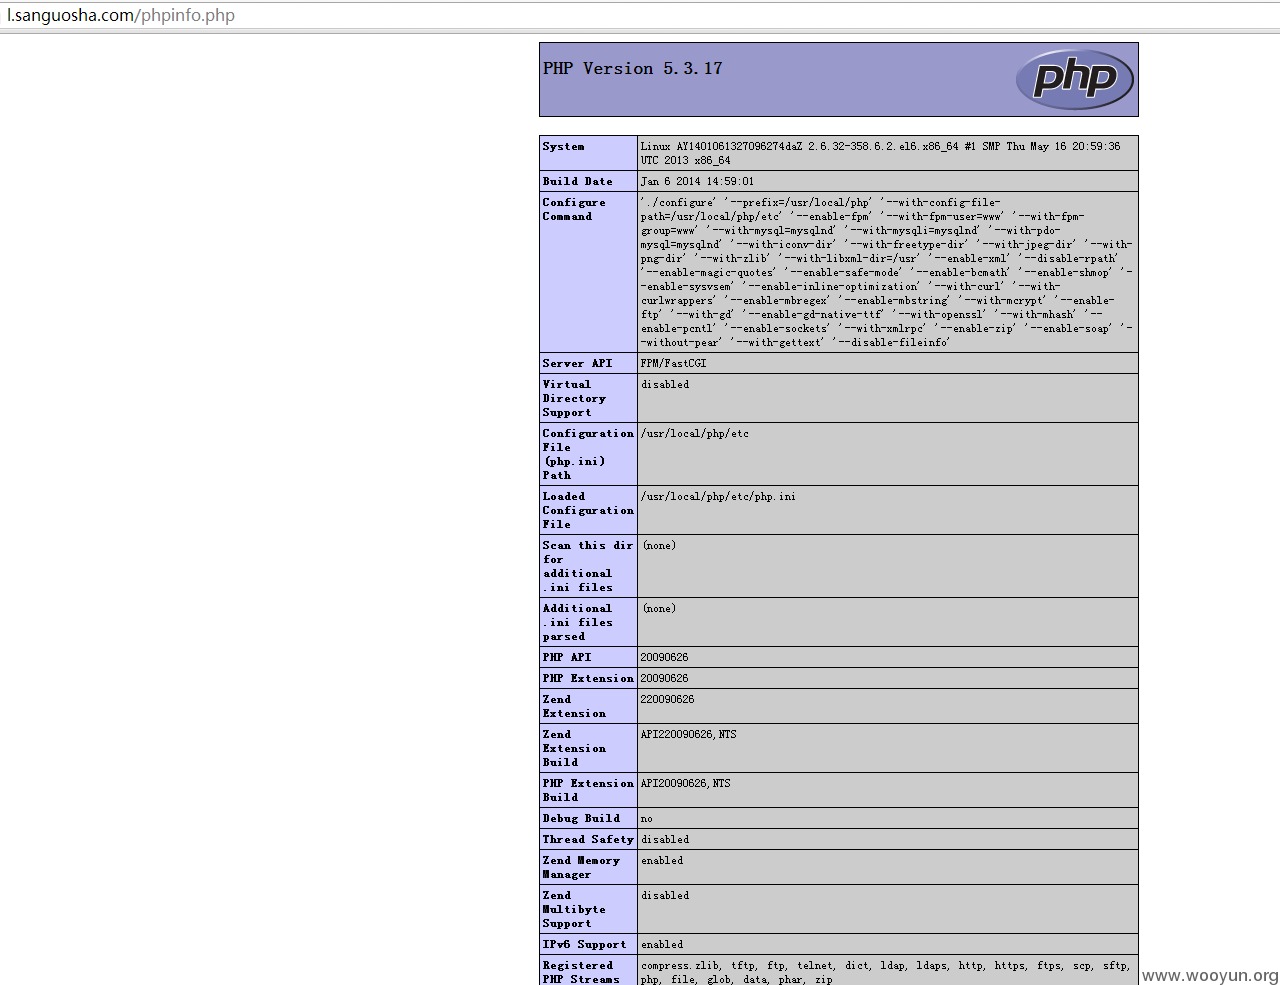 l.sanguosha.com/phpinfo.php
PHP Version 5.3.17
php
System
Linux AY1401061327096274daZ 2.6.32-358.6.2.el6.x86_64 #1 SMP Thu May 16 20:59:36
UTC 2013 x86_64
Build Date
Jan 6 2014 14:59:01
Configure
Command
'./configure' '--prefix=/usr/local/php' '--with-config-file-
path=/usr/local/php/etc' '--enable-fpm' '--with-fpm-user=www' '--with-fpm-
group=www' '--with-mysql=mysqlnd' '--with-mysqli=mysqlnd' '--with-pdo-
mysql=mysqlnd' '--with-iconv-dir' '--with-freetype-dir' '--with-jpeg-dir' '--with-
png-dir' '--with-zlib' '--with-libxml-dir=/usr' '--enable-xml' '--disable-rpath'
'--enable-magic-quotes' '--enable-safe-mode' '--enable-bcmath' '--enable-shmop' '-
-enable-sysvsem' '--enable-inline-optimization' '--with-curl' '--with-
curlwrappers' '--enable-mbregex' '--enable-mbstring' '--with-mcrypt' '--enable-
ftp' '--with-gd' '--enable-gd-native-ttf' '--with-openssl' '--with-mhash' '--
enable-pcntl' '--enable-sockets' '--with-xmlrpc' '--enable-zip' '--enable-soap' '-
-without-pear' '--with-gettext' '--disable-fileinfo'
Server API
FPM/FastCGI
Virtual
Directory
Support
disabled
Configuration
File
(php.ini)
Path
/usr/local/php/etc
Loaded
Configuration
File
/usr/local/php/etc/php.ini
Scan this dir
for
additional
.ini files
(none)
Additional
.ini files
parsed
(none)
PHP API
20090626
PHP Extension
20090626
Zend
Extension
220090626
Zend
Extension
Build
API220090626,NTS
PHP Extension
Build
API20090626,NTS
Debug Build
no
Thread Safety
disabled
Zend Memory
Manager
enabled
Zend
Multibyte
Support
disabled
IPv6 Support
enabled
Registered
PHP Streams
compress.zlib, tftp, ftp, telnet, dict, ldap, ldaps, http, https, ftps, scp, sftp,
php, file, glob, data, phar, zip
www.wooyun.org